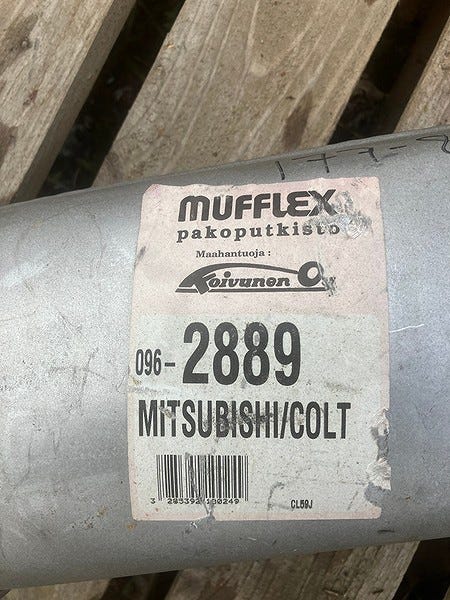 MUFFLEX
pakoputkisto
Maahantuoja :
Koivunen Oy
096-2889
MITSUBISHI/COLT
CL59J